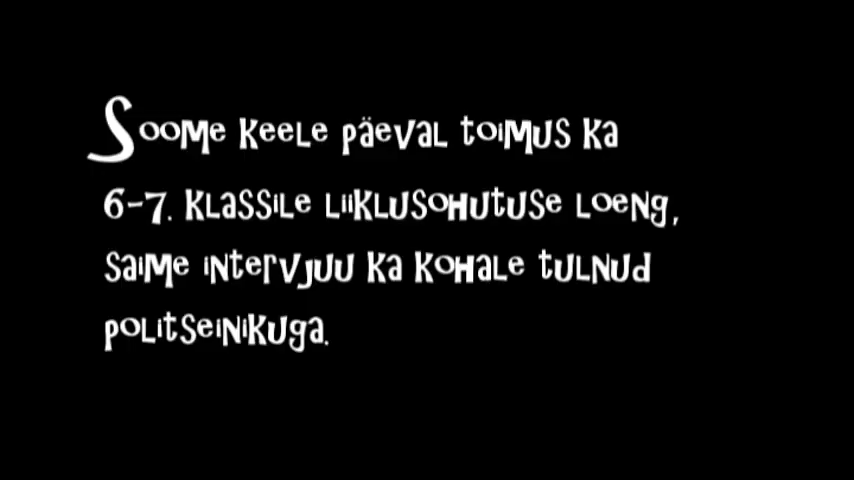 Soome keele päeval toimus ka
6-7. klassile liiklusohutuse loeng,
saime intervjuu ka kohale tulnud
politseinikuga.